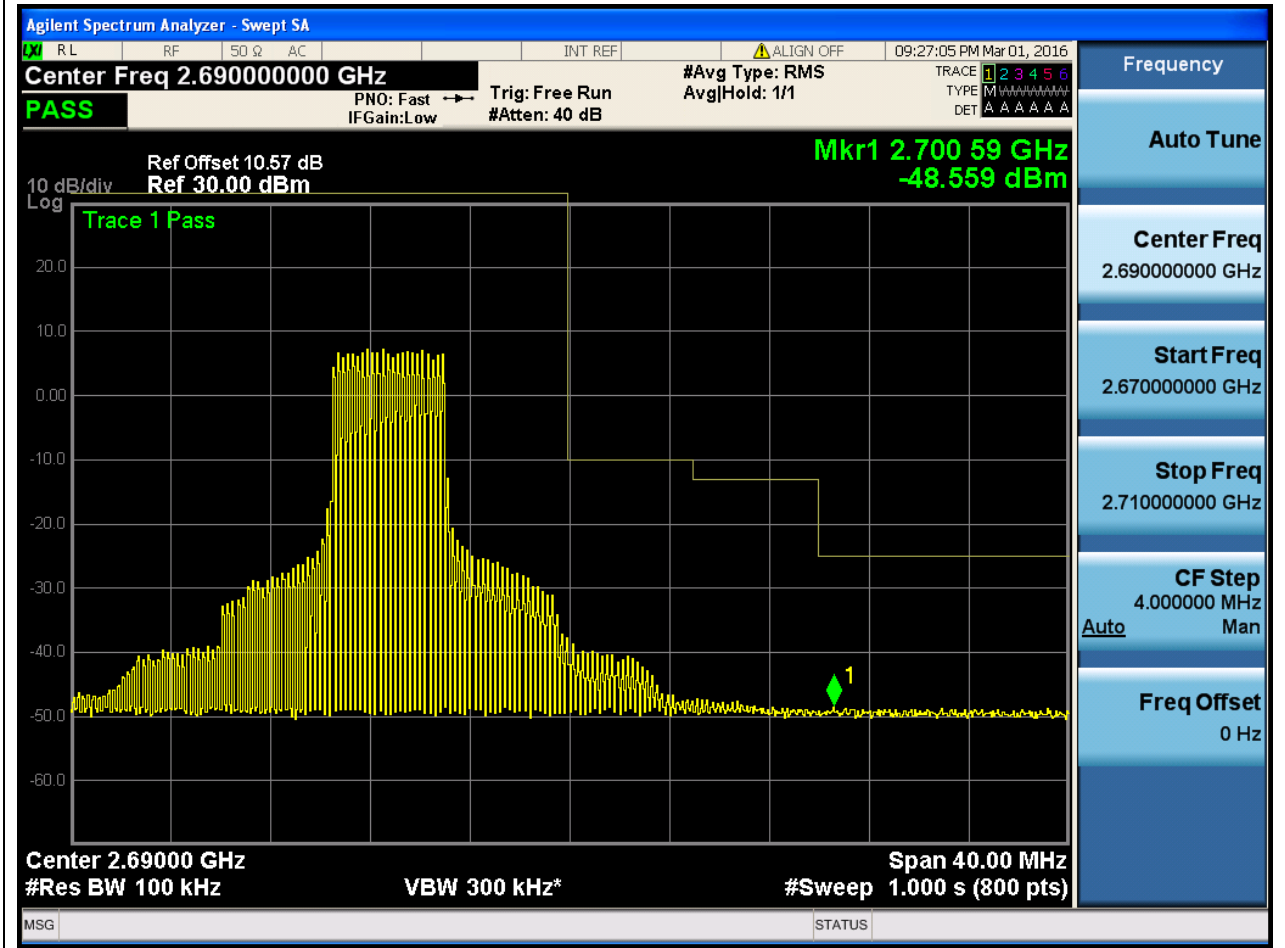 Agilent Spectrum Analyzer - Swept SA
LXI RL RF 50 Ω AC INT REF ALIGN OFF 09:27:05 PM Mar 01, 2016
Center Freq 2.690000000 GHz
PASS
PNO: Fast
IFGain:Low
Trig: Free Run
#Atten: 40 dB
#Avg Type: RMS
Avg|Hold: 1/1
TRACE 1 2 3 4 5 6
TYPE M
DET A A A A A A
Frequency
Mkr1 2.700 59 GHz
-48.559 dBm
Ref Offset 10.57 dB
10 dB/div Ref 30.00 dBm
Log
Trace 1 Pass
20.0
10.0
0.00
-10.0
-20.0
-30.0
-40.0
-50.0
-60.0
1
Center 2.69000 GHz Span 40.00 MHz
#Res BW 100 kHz VBW 300 kHz* #Sweep 1.000 s (800 pts)
Auto Tune
Center Freq
2.690000000 GHz
Start Freq
2.670000000 GHz
Stop Freq
2.710000000 GHz
CF Step
4.000000 MHz
Auto Man
Freq Offset
0 Hz
MSG STATUS